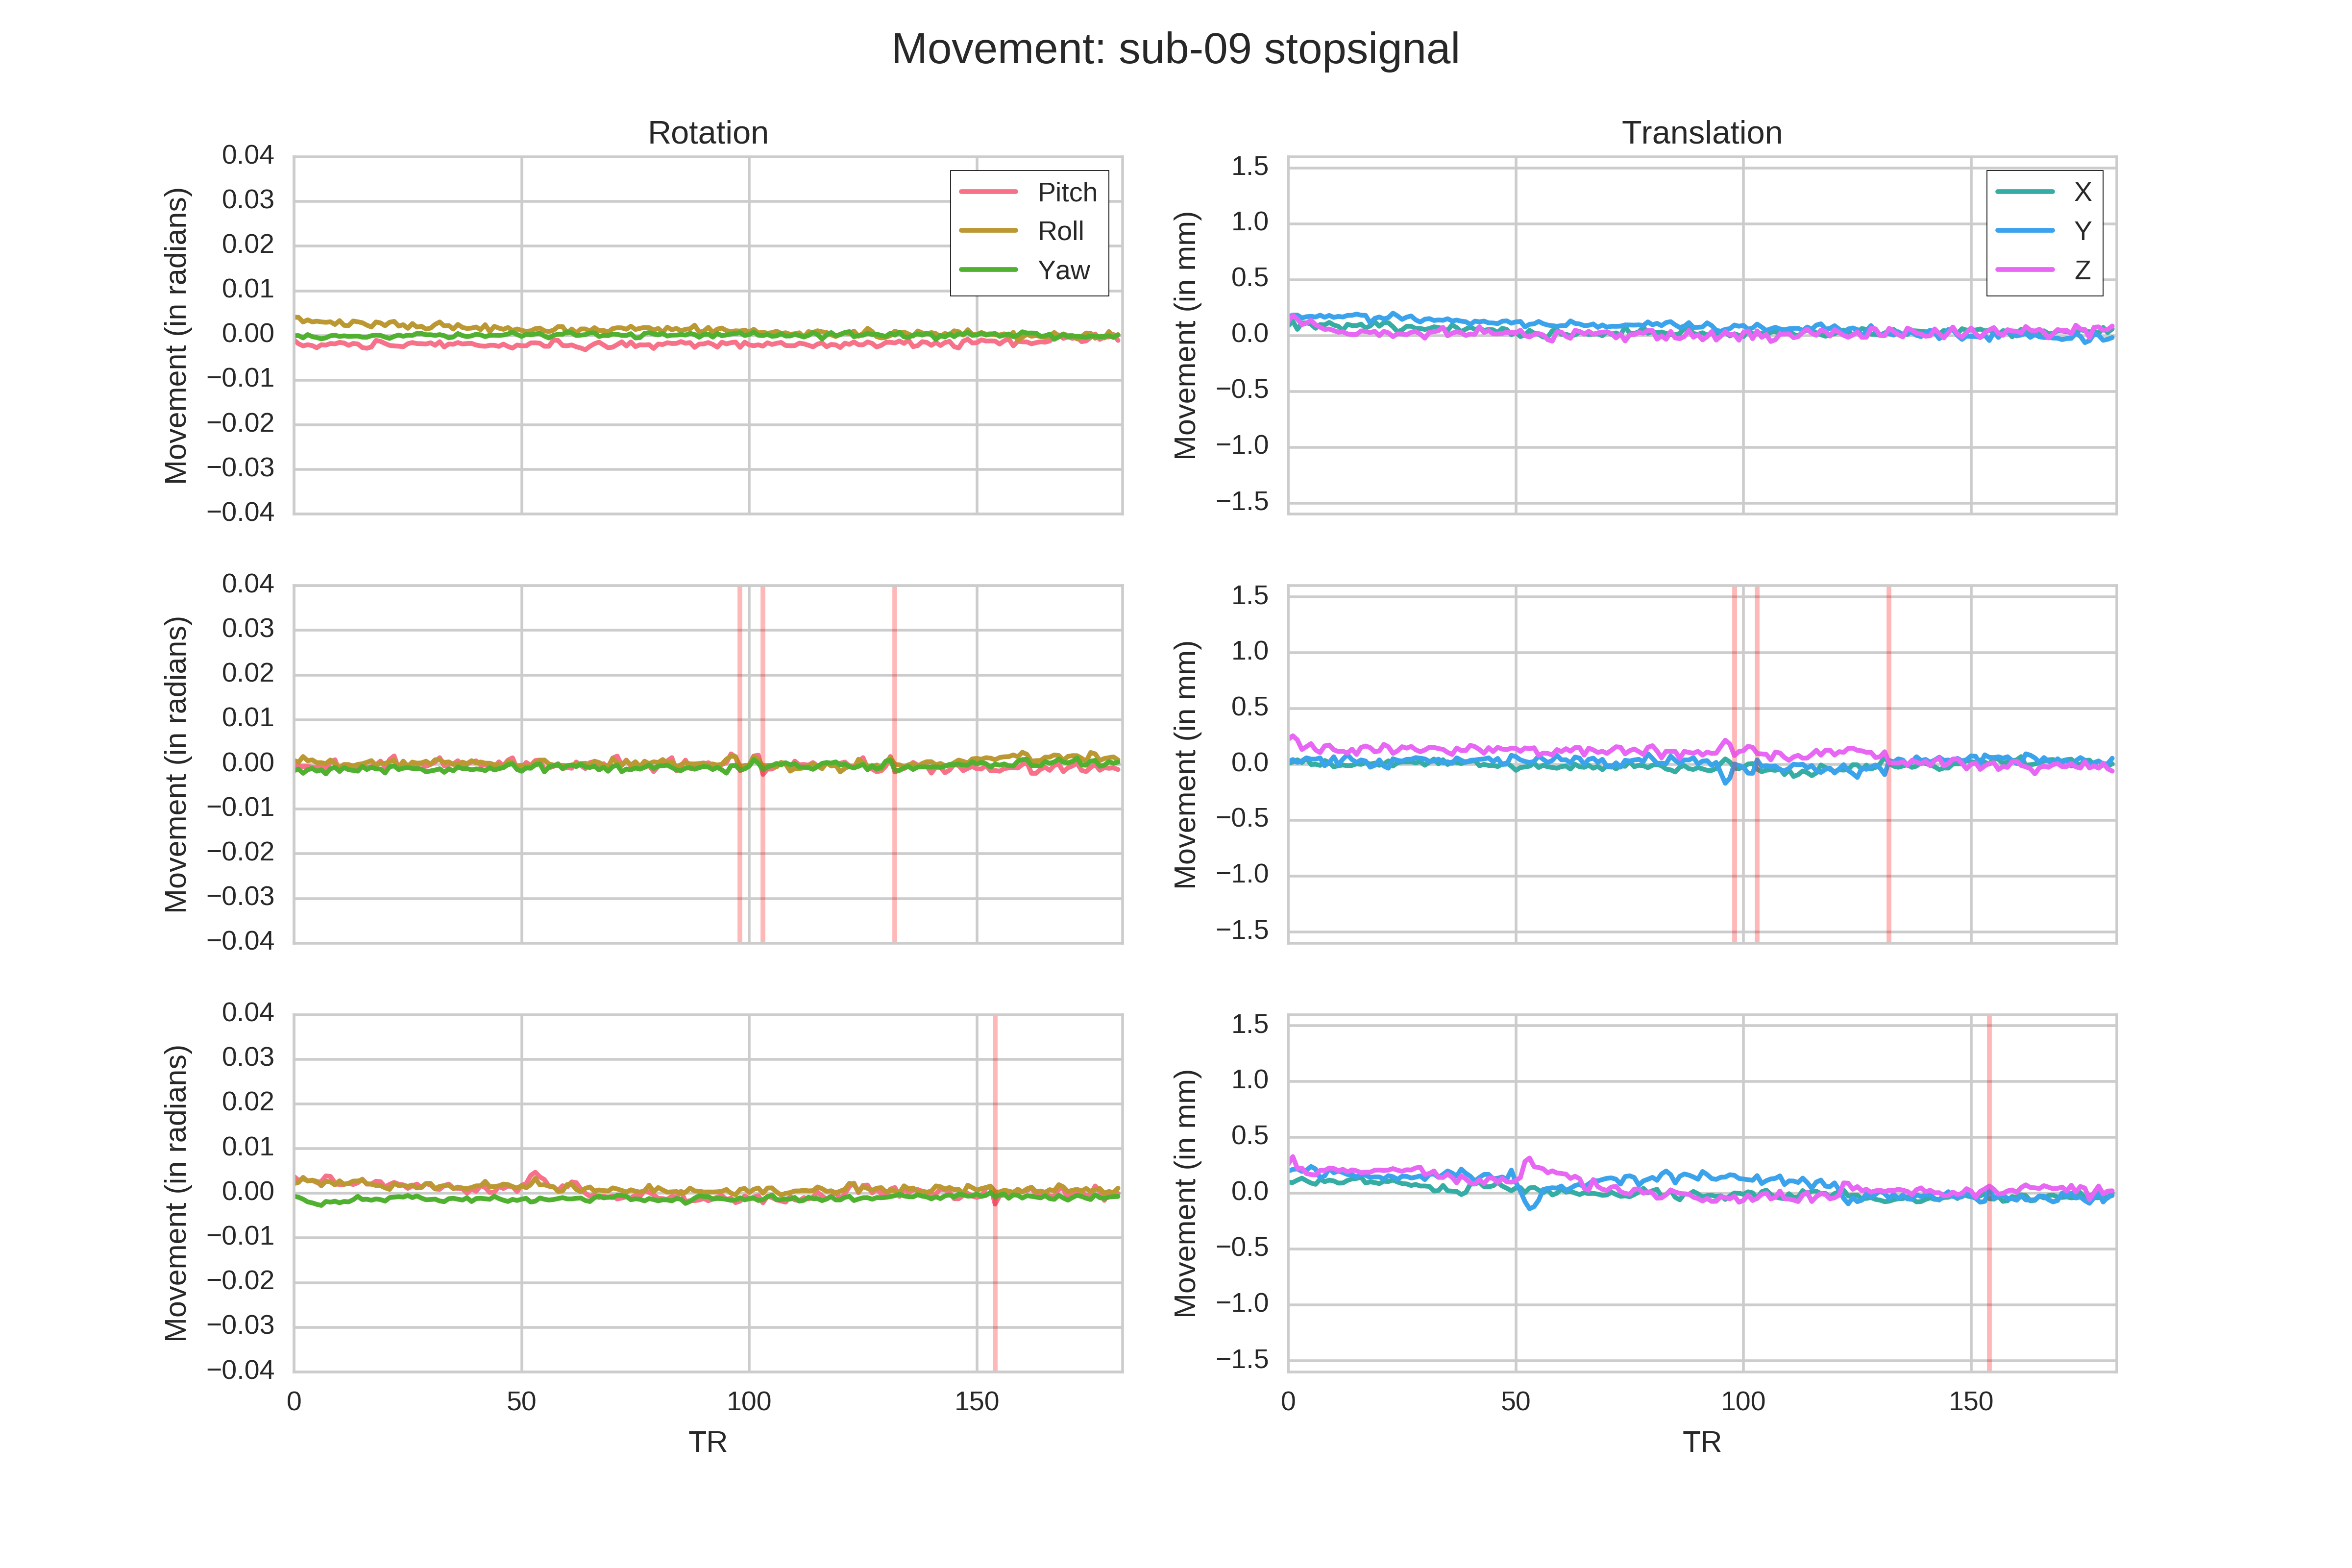 Movement: sub-09 stopsignal
Rotation
Translation
Movement (in radians)
0.04
0.03
0.02
0.01
0.00
−0.01
−0.02
−0.03
−0.04
Pitch
Roll
Yaw
Movement (in mm)
1.5
1.0
0.5
0.0
−0.5
−1.0
−1.5
X
Y
Z
Movement (in radians)
0.04
0.03
0.02
0.01
0.00
−0.01
−0.02
−0.03
−0.04
Movement (in mm)
1.5
1.0
0.5
0.0
−0.5
−1.0
−1.5
Movement (in radians)
0.04
0.03
0.02
0.01
0.00
−0.01
−0.02
−0.03
−0.04
0 50 100 150
TR
Movement (in mm)
1.5
1.0
0.5
0.0
−0.5
−1.0
−1.5
0 50 100 150
TR